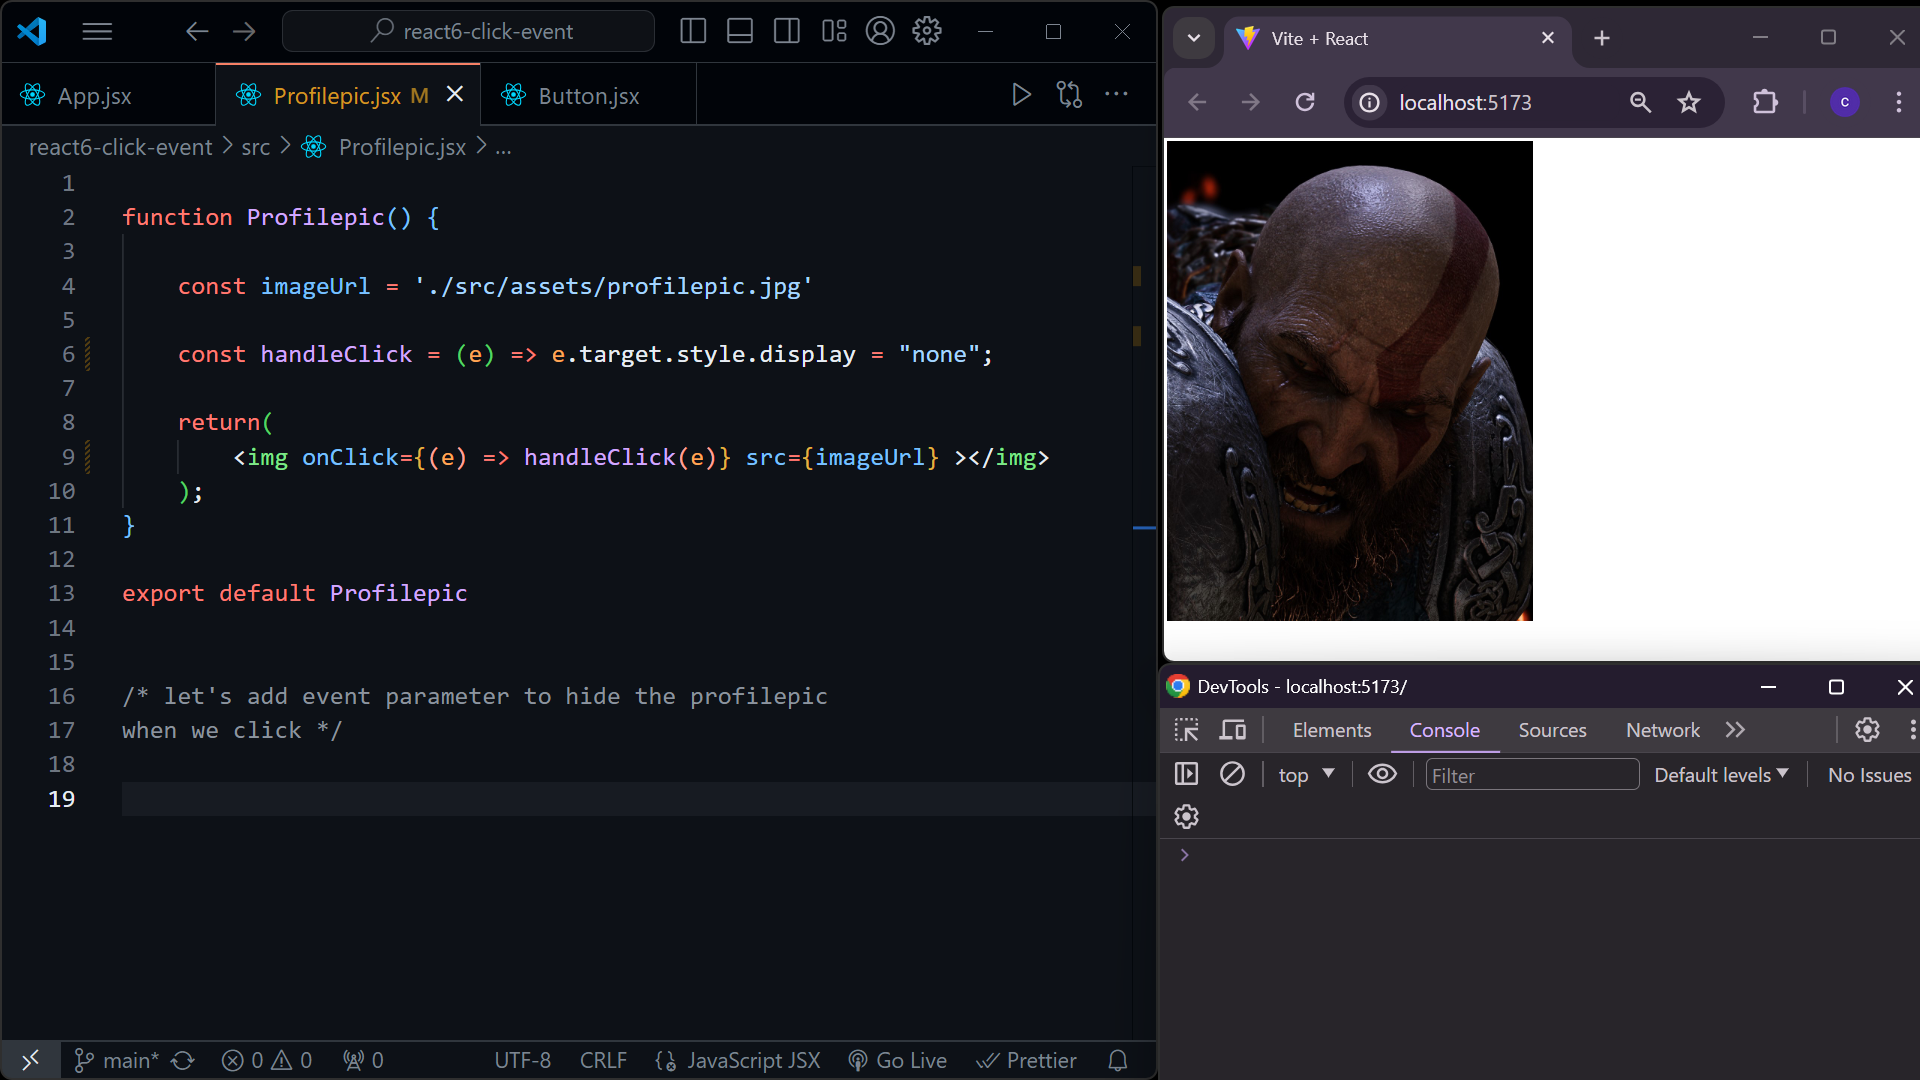 react6-click-event
App.jsx
Profilepic.jsx M
Button.jsx
react6-click-event > src > Profilepic.jsx > ...
1
2 function Profilepic() {
3
4 const imageUrl = './src/assets/profilepic.jpg'
5
6 const handleClick = (e) => e.target.style.display = "none";
7
8 return(
9 <img onClick={(e) => handleClick(e)} src={imageUrl} ></img>
10 );
11 }
12
13 export default Profilepic
14
15
16 /* let's add event parameter to hide the profilepic
17 when we click */
18
19
main* 0 0 0 UTF-8 CRLF JavaScript JSX Go Live Prettier
Vite + React
localhost:5173
c
DevTools - localhost:5173/
Elements Console Sources Network
top Filter Default levels No Issues